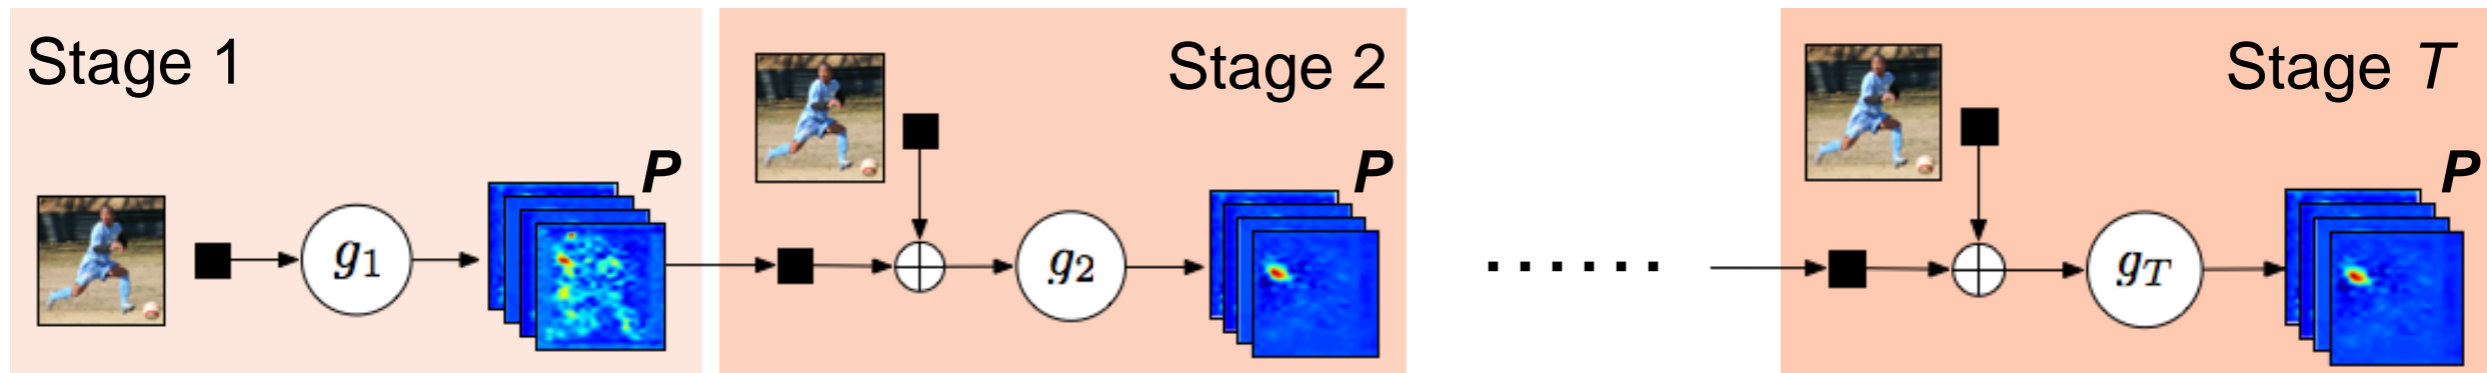 Stage 1
P
g1
Stage 2
P
g2
......
Stage T
P
gT